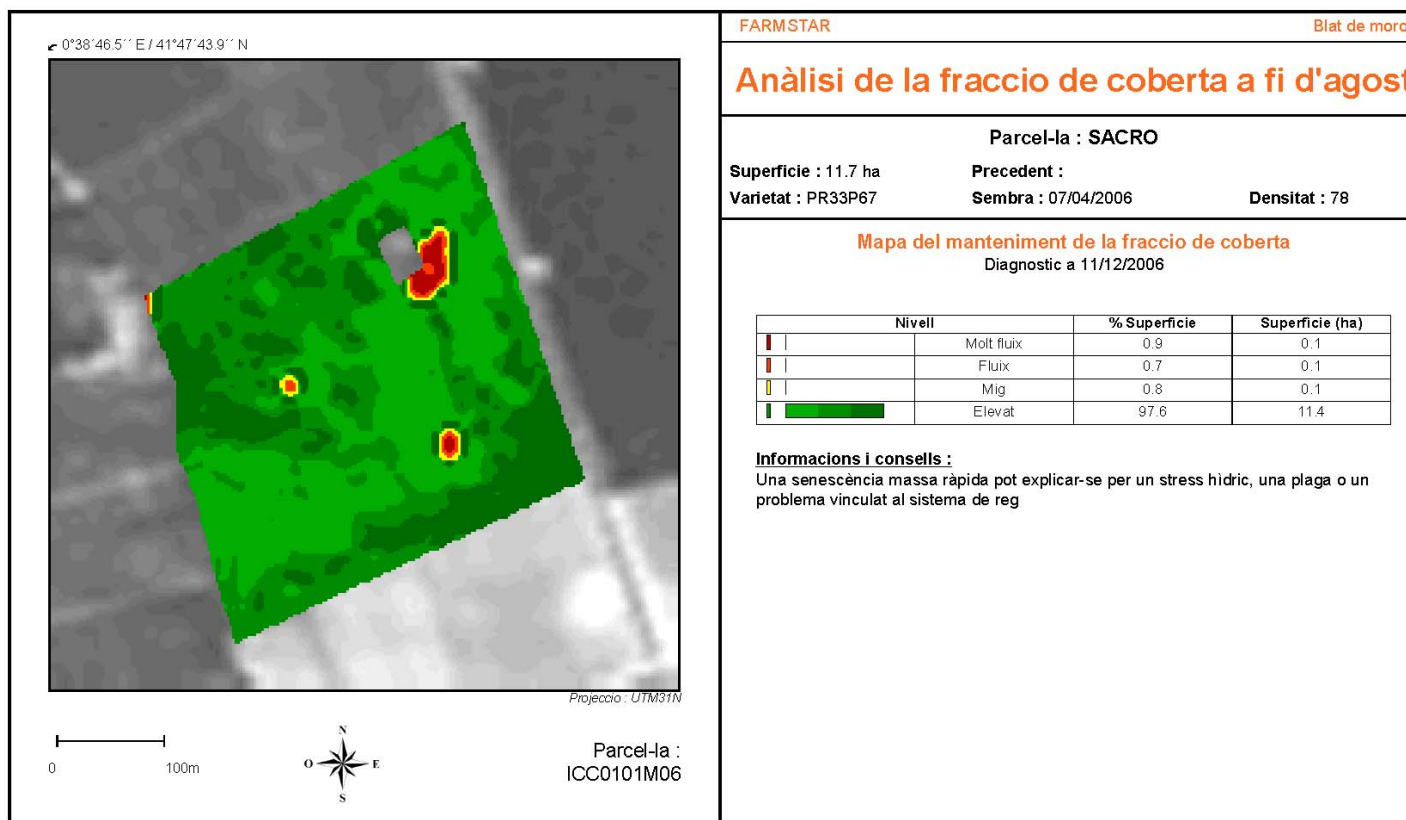 0°38´46.5´´ E / 41°47´43.9´´ N
Projeccio : UTM31N
0 100m
N
O E
S
Parcel-la :
ICC0101M06
FARMSTAR Blat de moro
Anàlisi de la fraccio de coberta a fi d'agost
Parcel-la : SACRO
Superficie : 11.7 ha Precedent :
Varietat : PR33P67 Sembra : 07/04/2006 Densitat : 78
Mapa del manteniment de la fraccio de coberta
Diagnostic a 11/12/2006
Nivell % Superficie Superficie (ha)
Molt fluix 0.9 0.1
Fluix 0.7 0.1
Mig 0.8 0.1
Elevat 97.6 11.4
Informacions i consells :
Una senescència massa ràpida pot explicar-se per un stress hìdric, una plaga o un
problema vinculat al sistema de reg